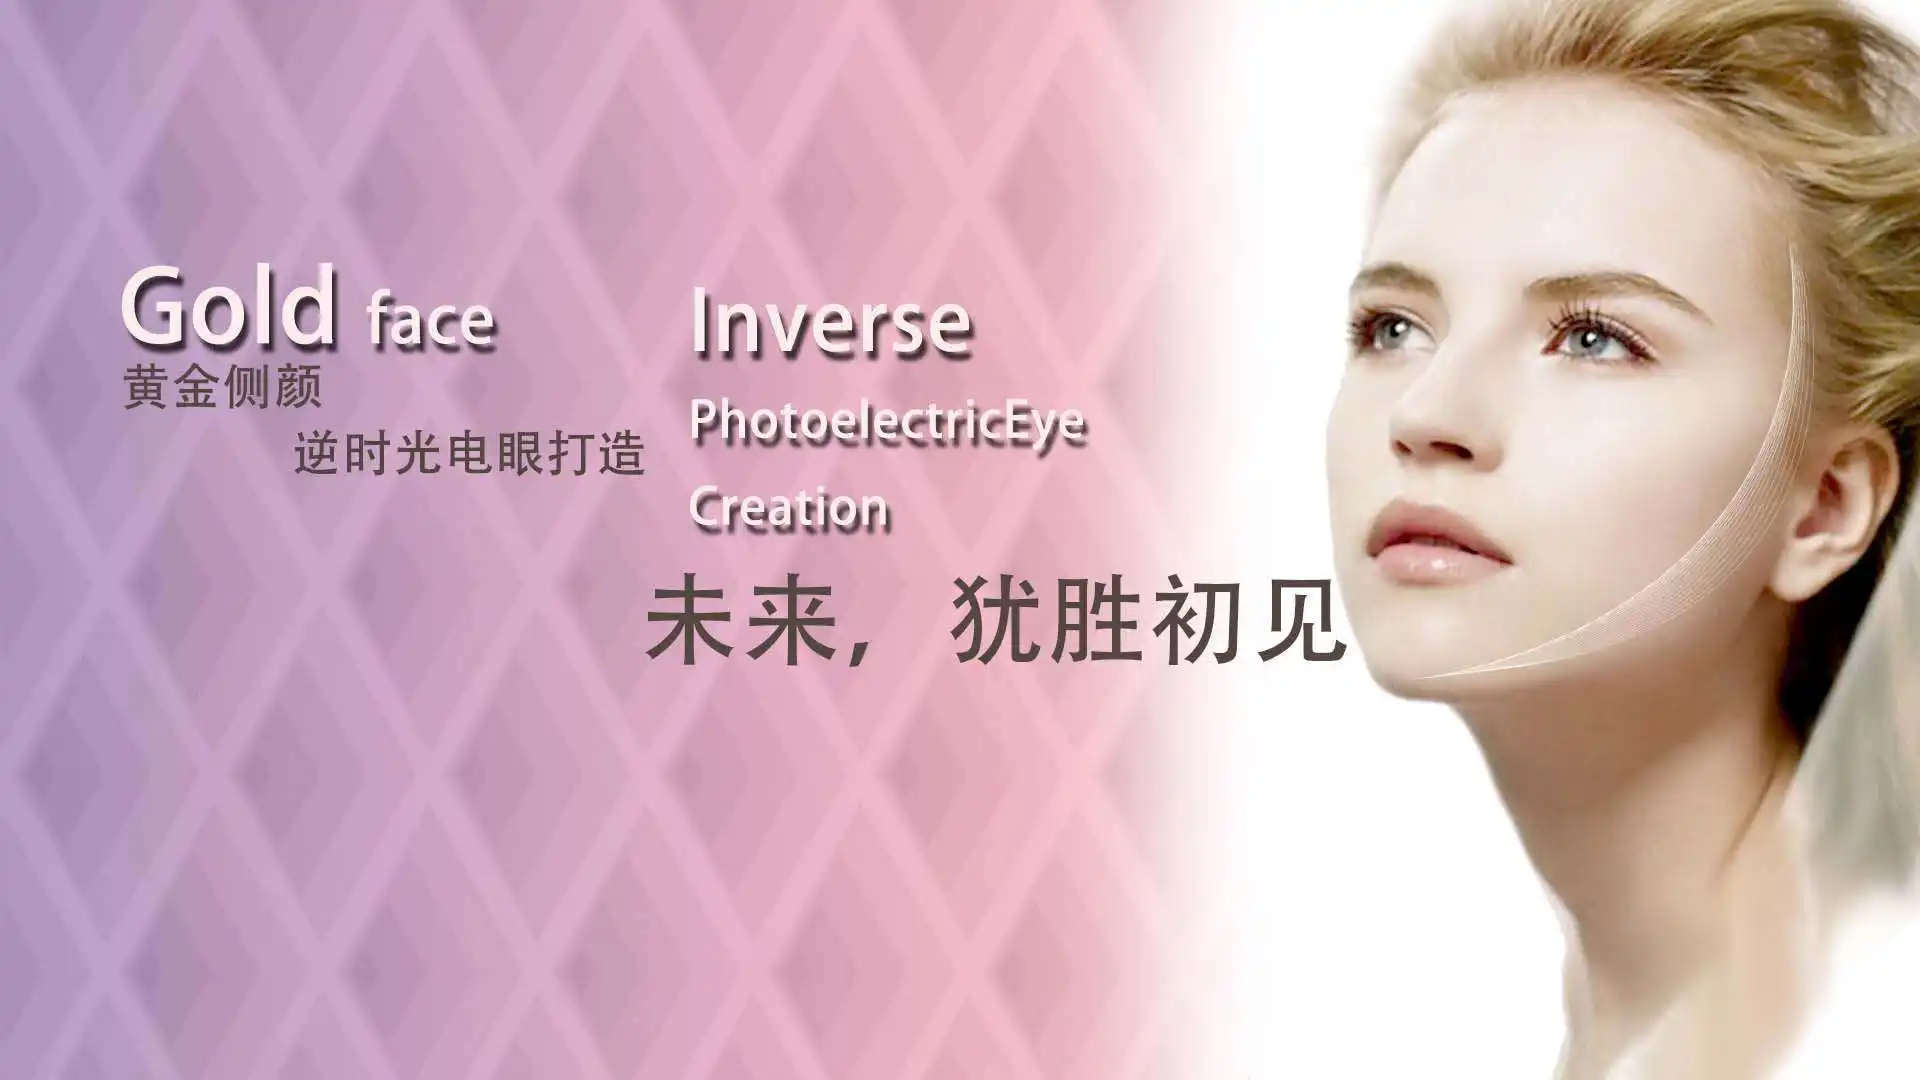 Gold face
黄金侧颜
逆时光电眼打造
Inverse
PhotoelectricEye
Creation
未来，犹胜初见